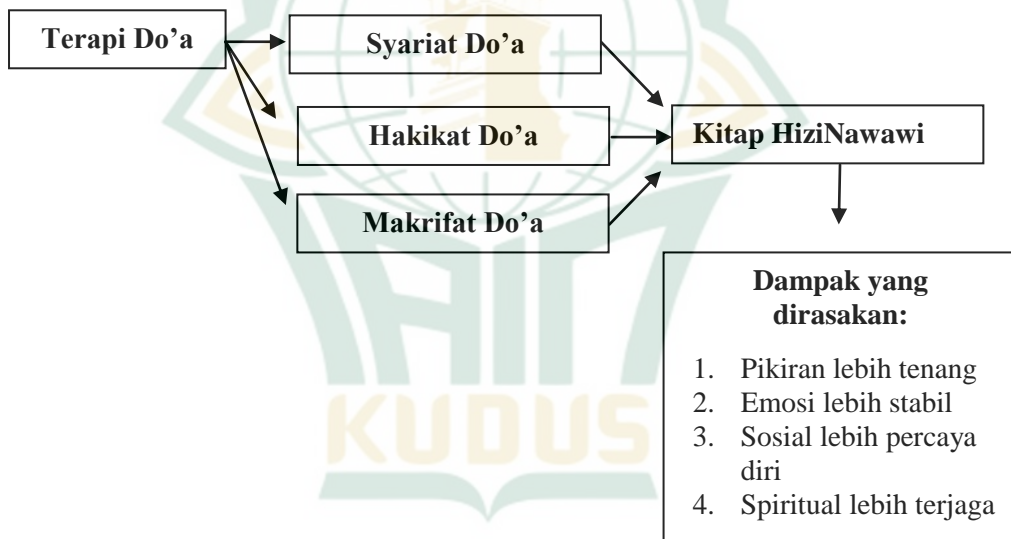 Terapi Do’a
Syariat Do’a
Hakikat Do’a
Kitap HiziNawawi
Makrifat Do’a
Dampak yang
dirasakan:
1. Pikiran lebih tenang
2. Emosi lebih stabil
3. Sosial lebih percaya
diri
4. Spiritual lebih terjaga
KUDUS